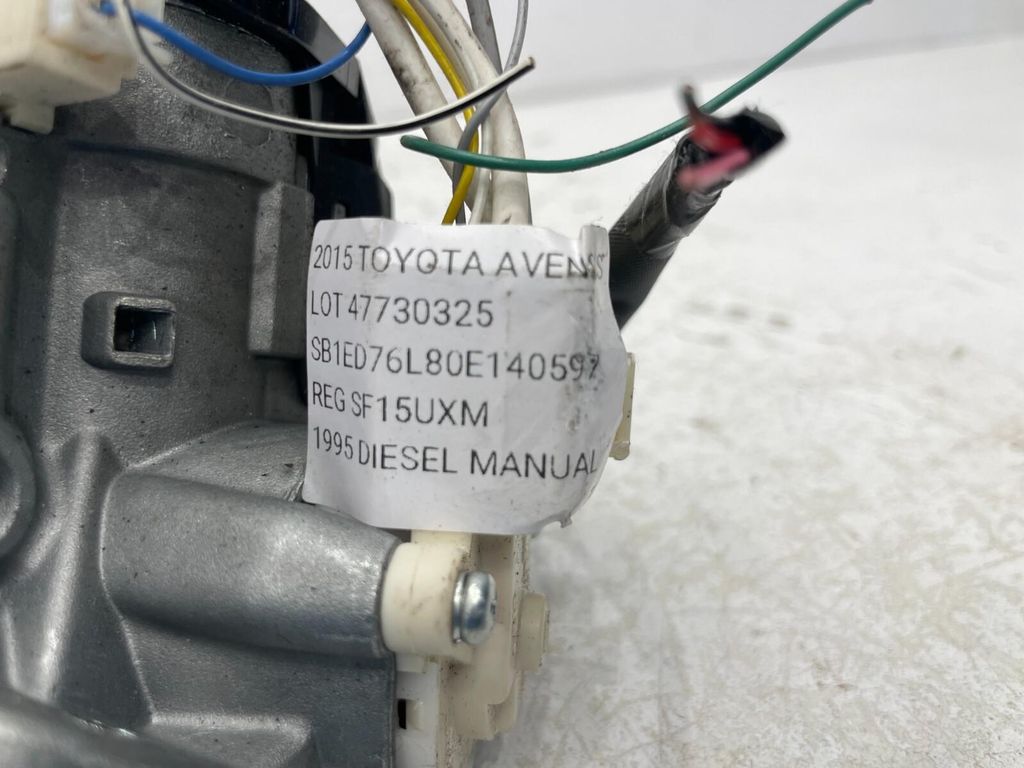 2015 TOYOTA AVENSIS
LOT 47730325
SB1ED76L80E140597
REG SF15UXM
1995 DIESEL MANUAL